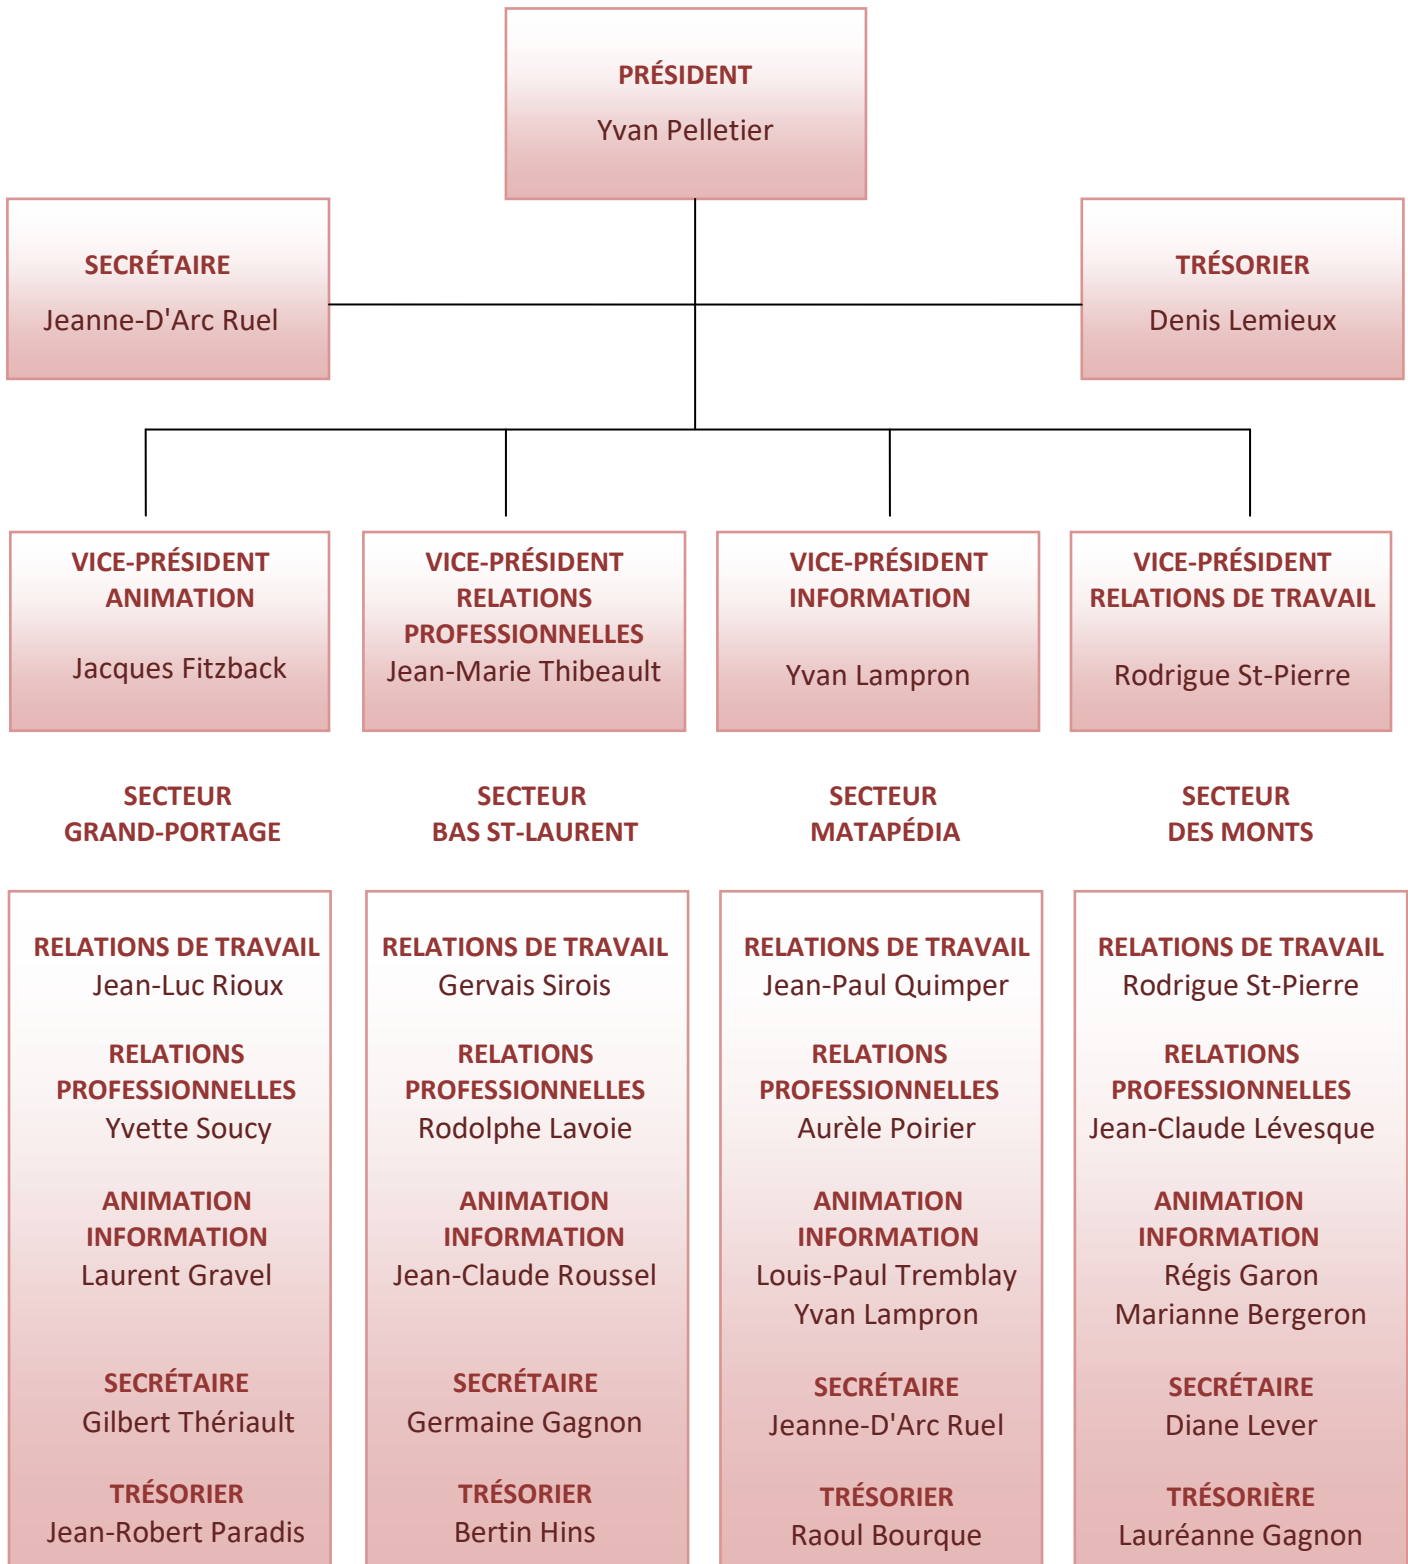 PRÉSIDENT
Yvan Pelletier
SECRÉTAIRE
Jeanne-D'Arc Ruel
TRÉSORIER
Denis Lemieux
VICE-PRÉSIDENT
ANIMATION
Jacques Fitzback
VICE-PRÉSIDENT
RELATIONS
PROFESSIONNELLES
Jean-Marie Thibeault
VICE-PRÉSIDENT
INFORMATION
Yvan Lampron
VICE-PRÉSIDENT
RELATIONS DE TRAVAIL
Rodrigue St-Pierre
SECTEUR
GRAND-PORTAGE
SECTEUR
BAS ST-LAURENT
SECTEUR
MATAPÉDIA
SECTEUR
DES MONTS
RELATIONS DE TRAVAIL
Jean-Luc Rioux
RELATIONS
PROFESSIONNELLES
Yvette Soucy
ANIMATION
INFORMATION
Laurent Gravel
SECRÉTAIRE
Gilbert Thériault
TRÉSORIER
Jean-Robert Paradis
RELATIONS DE TRAVAIL
Gervais Sirois
RELATIONS
PROFESSIONNELLES
Rodolphe Lavoie
ANIMATION
INFORMATION
Jean-Claude Roussel
SECRÉTAIRE
Germaine Gagnon
TRÉSORIER
Bertin Hins
RELATIONS DE TRAVAIL
Jean-Paul Quimper
RELATIONS
PROFESSIONNELLES
Aurèle Poirier
ANIMATION
INFORMATION
Louis-Paul Tremblay
Yvan Lampron
SECRÉTAIRE
Jeanne-D'Arc Ruel
TRÉSORIER
Raoul Bourque
RELATIONS DE TRAVAIL
Rodrigue St-Pierre
RELATIONS
PROFESSIONNELLES
Jean-Claude Lévesque
ANIMATION
INFORMATION
Régis Garon
Marianne Bergeron
SECRÉTAIRE
Diane Lever
TRÉSORIÈRE
Lauréanne Gagnon